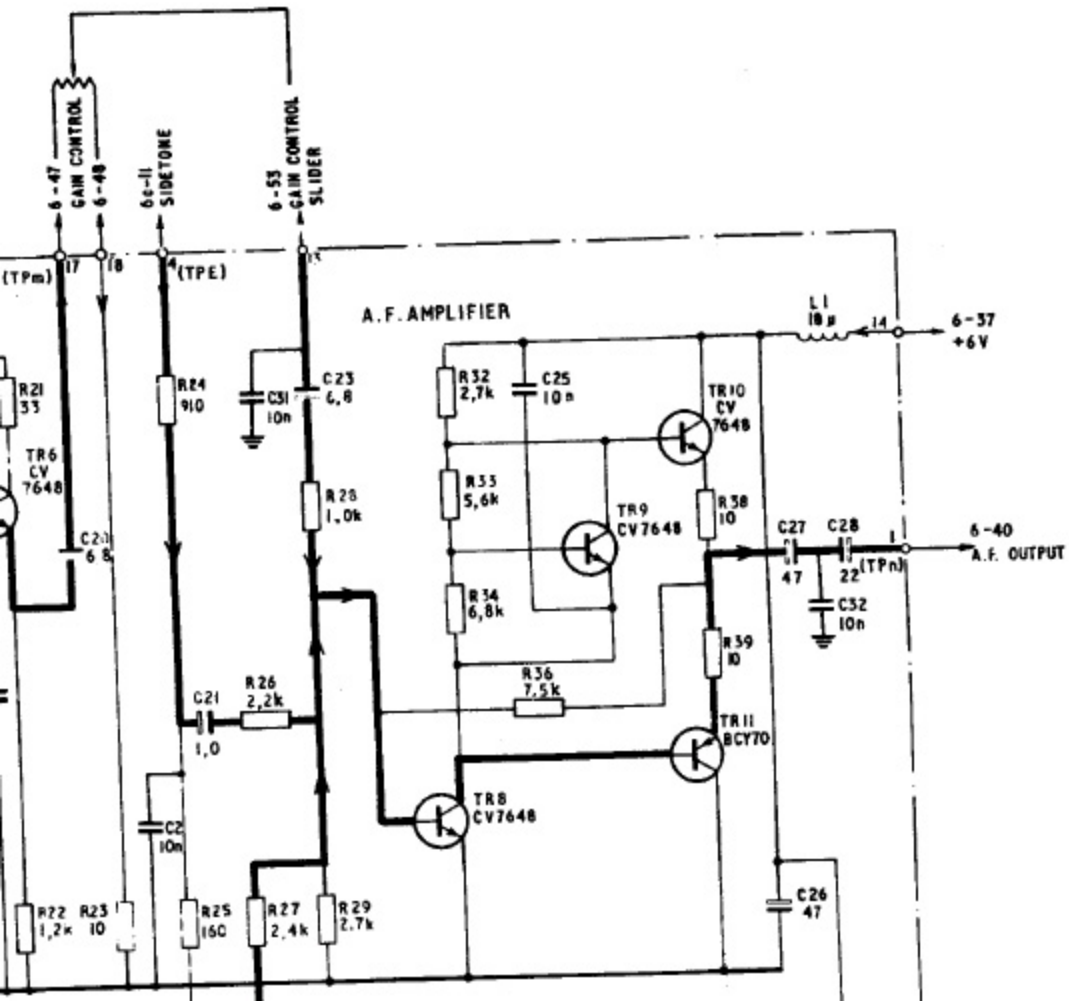 6-47
GAIN CONTROL
6-48
6c-11
SIDETONE
6-53
GAIN CONTROL
SLIDER
(TPm)
17
18
4
(TPE)
13
A.F. AMPLIFIER
L1
18 µ
14
6-37
+6V
R21
33
R24
910
C31
10n
C23
6,8
R32
2,7k
C25
10n
TR10
CV
7648
TR6
CV
7648
R28
1,0k
R33
5,6k
TR9
CV7648
R38
10
C27
47
C28
22
1
(TPn)
6-40
A.F. OUTPUT
C20
6 8
R34
6,8k
C32
10n
R39
10
R36
7,5k
R26
2,2k
C21
1,0
TR11
BCY70
TR8
CV7648
C2
10n
R22
1,2k
R23
10
R25
160
R27
2,4k
R29
2.7k
C26
47